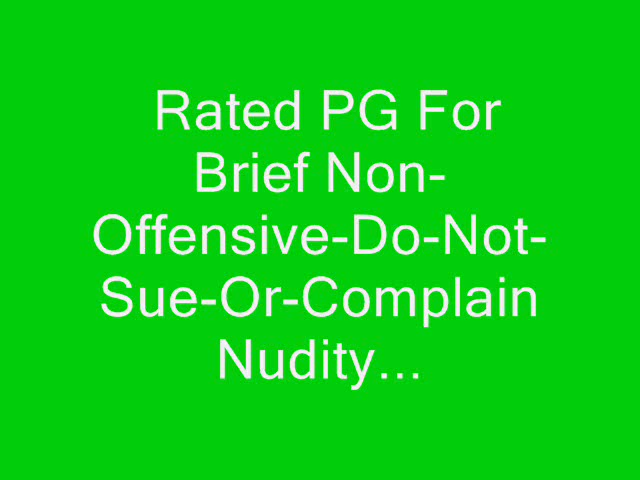 Rated PG For
Brief Non-
Offensive-Do-Not-
Sue-Or-Complain
Nudity...